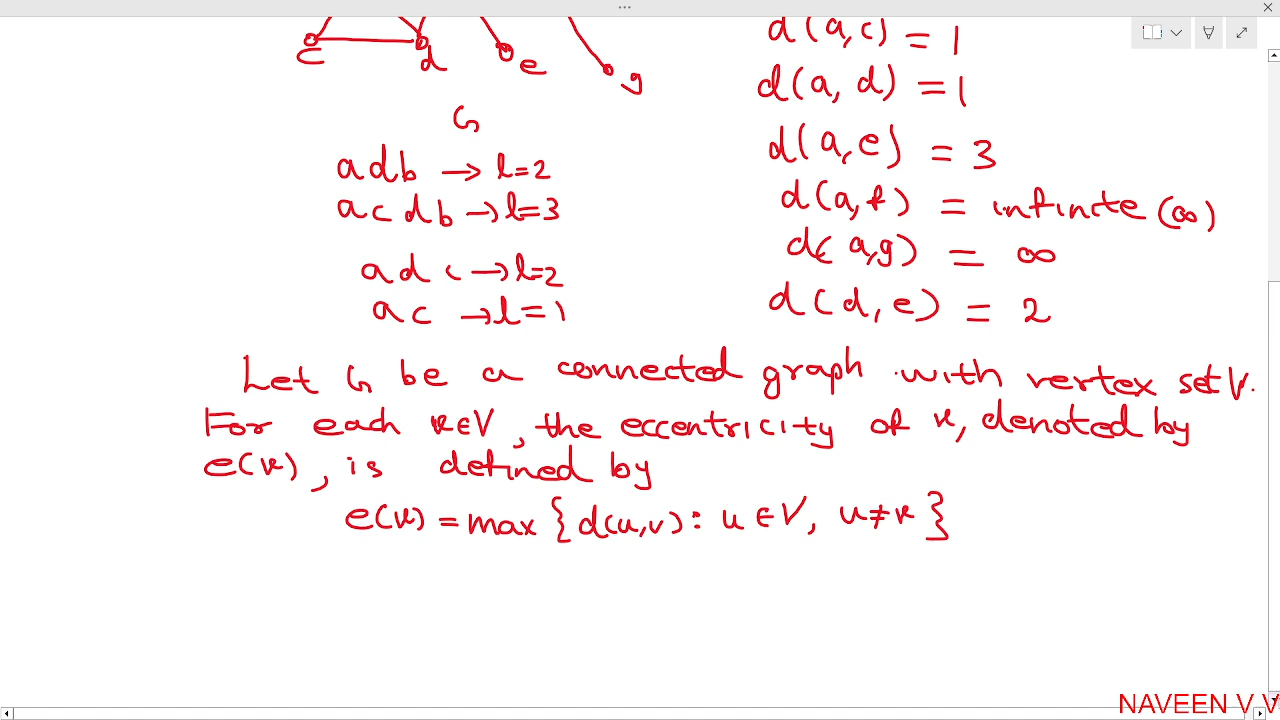 c d e g
G
adb → l=2
acdb → l=3
adc → l=2
ac → l=1
d(a,c) = 1
d(a,d) = 1
d(a,e) = 3
d(a,f) = infinite (∞)
d(a,g) = ∞
d(d,e) = 2
Let G be a connected graph with vertex set V.
For each v∈V, the eccentricity of v, denoted by
e(v), is defined by
e(v) = max {d(u,v): u∈V, u≠v}
NAVEEN V V